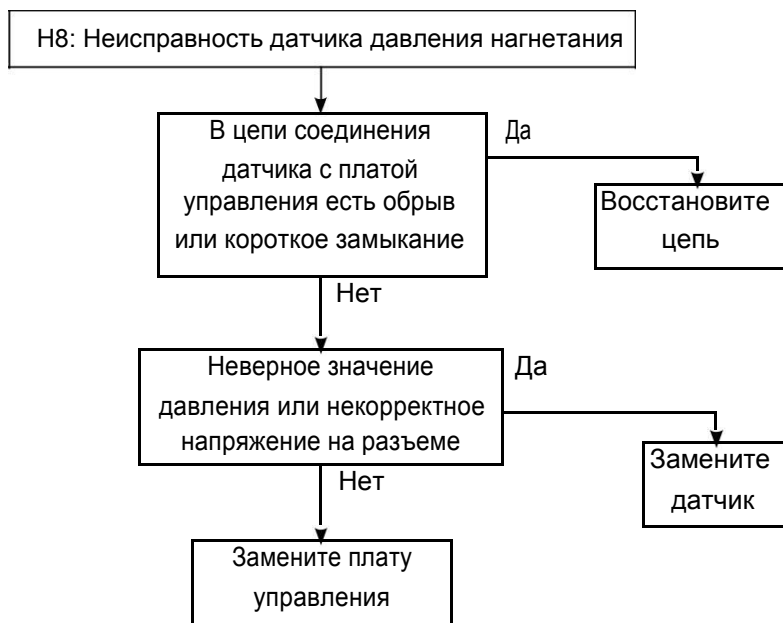 H8: Неисправность датчика давления нагнетания
В цепи соединения
датчика с платой
управления есть обрыв
или короткое замыкание
Да
Восстановите
цепь
Нет
Неверное значение
давления или некорректное
напряжение на разъеме
Да
Замените
датчик
Нет
Замените плату
управления